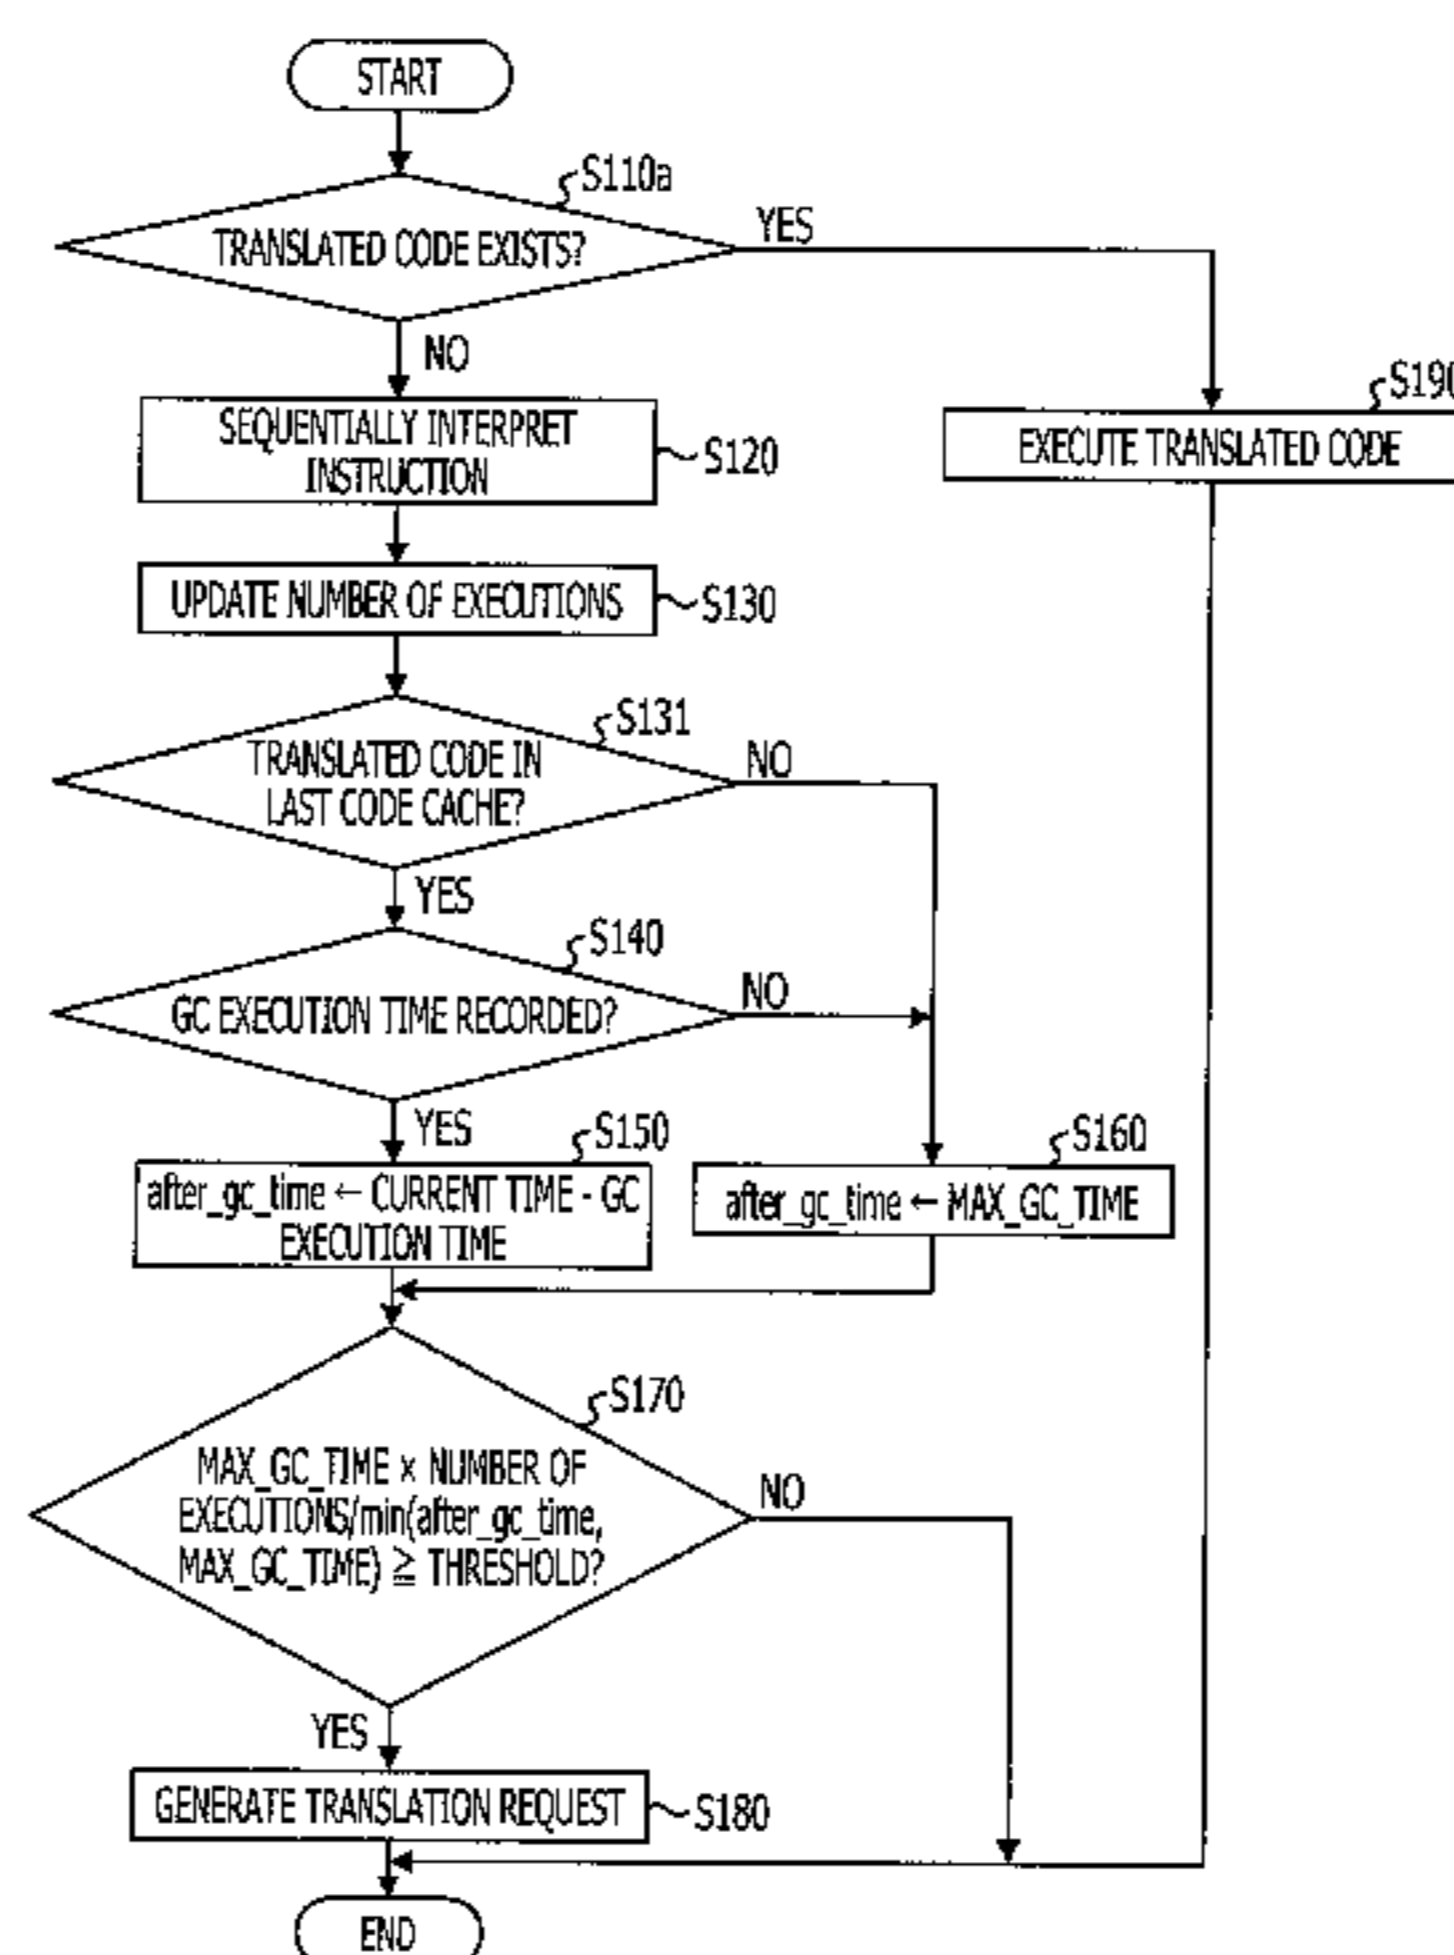 START
S110a
TRANSLATED CODE EXISTS?
YES
NO
SEQUENTIALLY INTERPRET
INSTRUCTION
S120
S190
EXECUTE TRANSLATED CODE
UPDATE NUMBER OF EXECUTIONS
S130
S131
TRANSLATED CODE IN
LAST CODE CACHE?
NO
YES
S140
GC EXECUTION TIME RECORDED?
NO
YES
S150
after_gc_time ← CURRENT TIME - GC
EXECUTION TIME
S160
after_gc_time ← MAX_GC_TIME
S170
MAX_GC_TIME × NUMBER OF
EXECUTIONS/min(after_gc_time,
MAX_GC_TIME) ≧ THRESHOLD?
NO
YES
GENERATE TRANSLATION REQUEST
S180
END